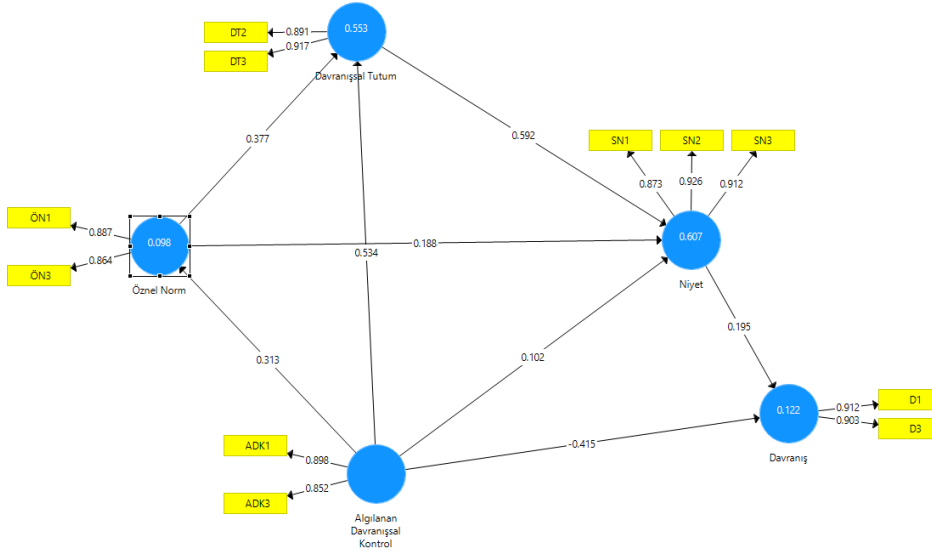 DT2
0.891
0.553
DT3
0.917
Davranışsal Tutum
0.377
0.592
SN1
SN2
SN3
0.873
0.926
0.912
ÖN1
0.887
0.098
0.188
0.607
ÖN3
0.864
0.534
Öznel Norm
Niyet
0.195
0.313
0.102
0.122
0.912
D1
0.903
D3
-0.415
ADK1
0.898
Davranış
0.852
ADK3
Algılanan
Davranışsal
Kontrol